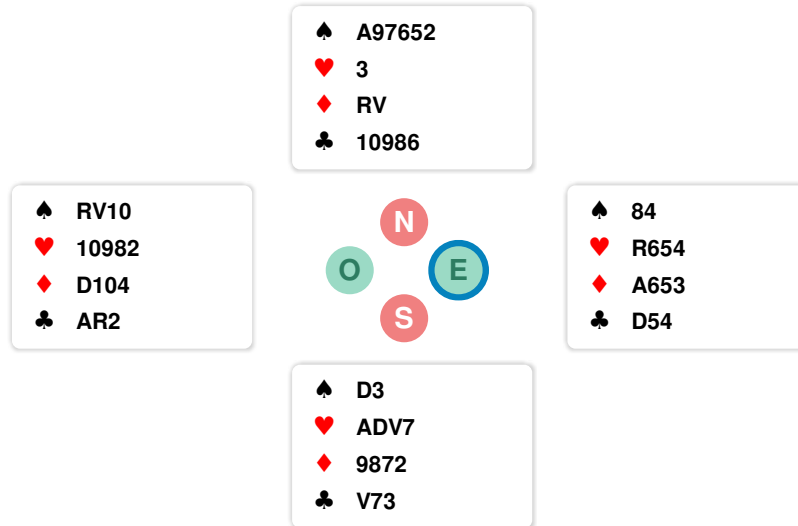 ♠ A97652
♥ 3
♦ RV
♣ 10986
♠ RV10
♥ 10982
♦ D104
♣ AR2
N
O E
S
♠ 84
♥ R654
♦ A653
♣ D54
♠ D3
♥ ADV7
♦ 9872
♣ V73